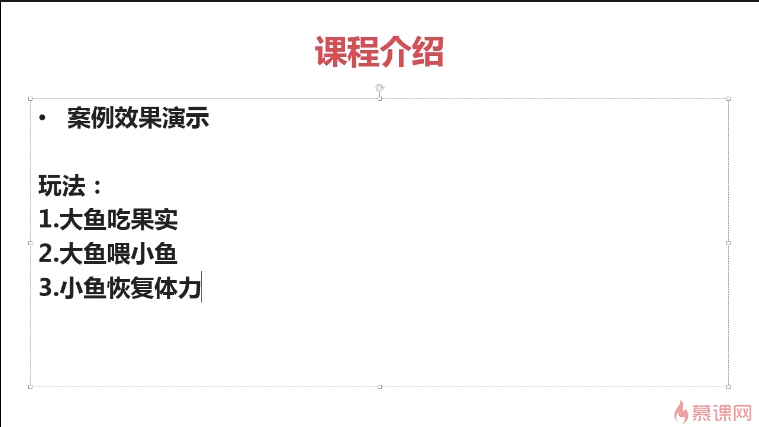 课程介绍
• 案例效果演示
玩法：
1.大鱼吃果实
2.大鱼喂小鱼
3.小鱼恢复体力
慕课网